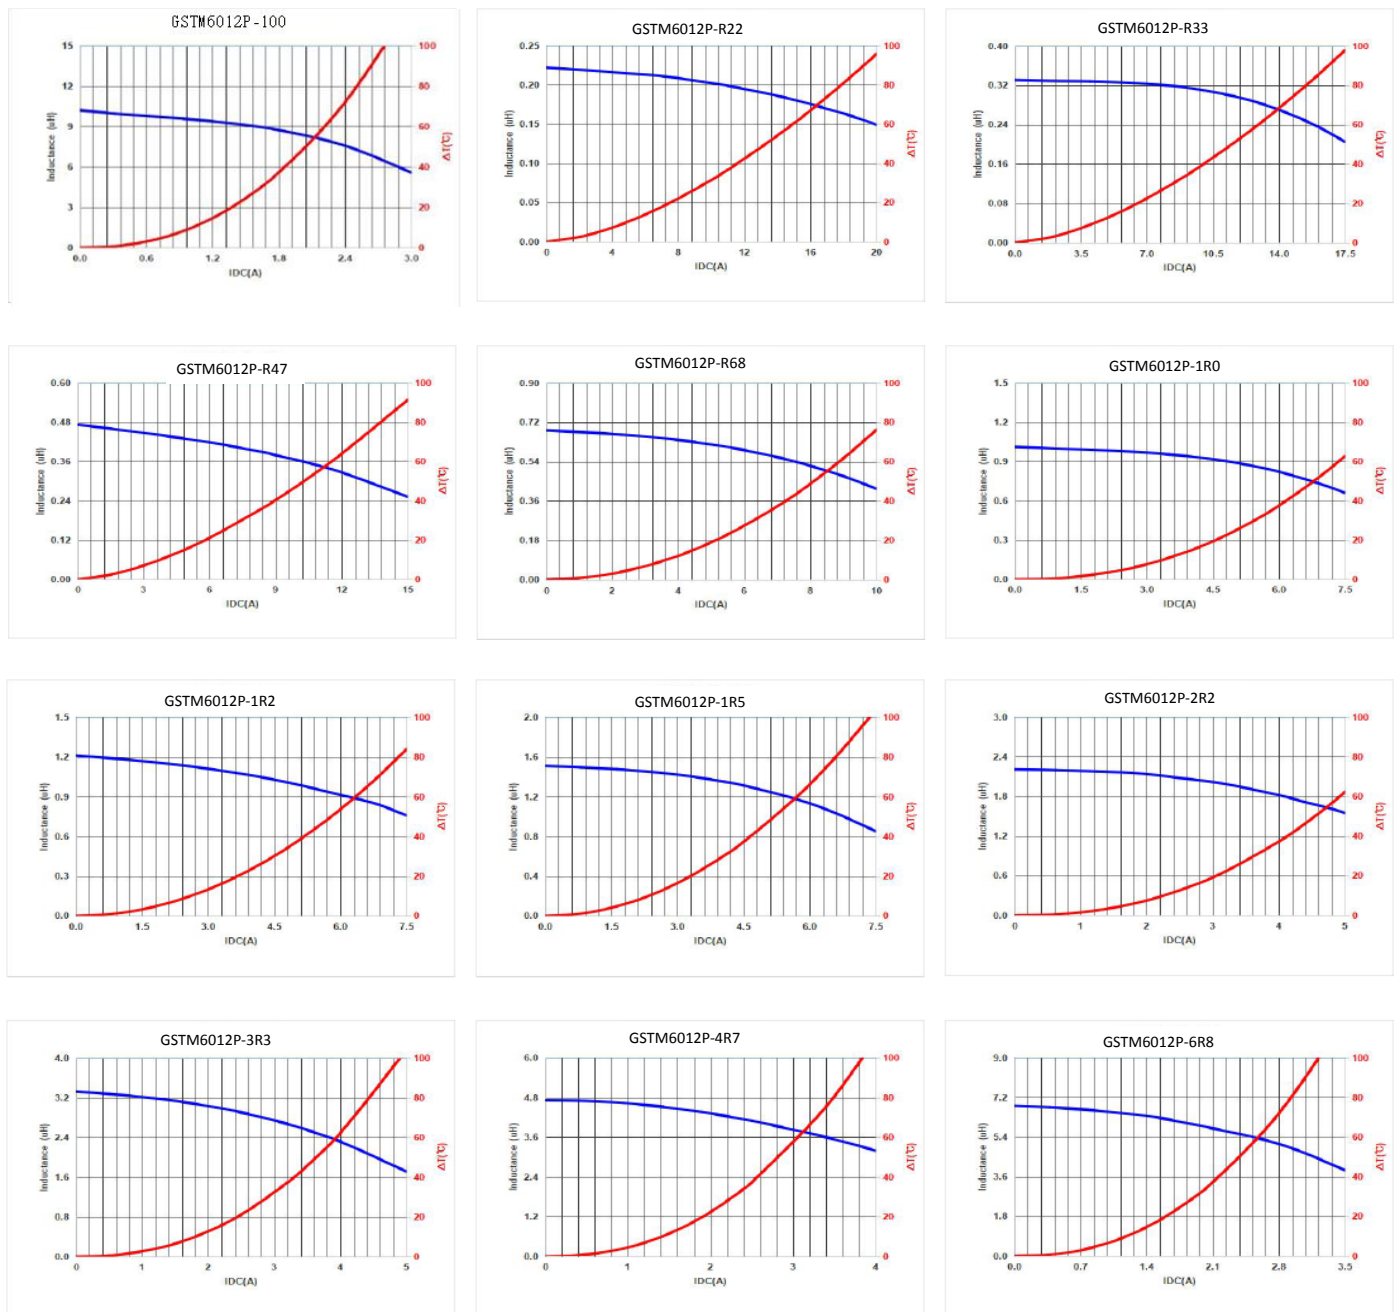 GSTM6012P-100
15 100
12 80
9 60
6 40
3 20
0 0
Inductance (uH)
ΔT(℃)
0.0 0.6 1.2 1.8 2.4 3.0
IDC(A)
GSTM6012P-R22
0.25 100
0.20 80
0.15 60
0.10 40
0.05 20
0.00 0
Inductance (uH)
ΔT(℃)
0 4 8 12 16 20
IDC(A)
GSTM6012P-R33
0.40 100
0.32 80
0.24 60
0.16 40
0.08 20
0.00 0
Inductance (uH)
ΔT(℃)
0.0 3.5 7.0 10.5 14.0 17.5
IDC(A)
GSTM6012P-R47
0.60 100
0.48 80
0.36 60
0.24 40
0.12 20
0.00 0
Inductance (uH)
ΔT(℃)
0 3 6 9 12 15
IDC(A)
GSTM6012P-R68
0.90 100
0.72 80
0.54 60
0.36 40
0.18 20
0.00 0
Inductance (uH)
ΔT(℃)
0 2 4 6 8 10
IDC(A)
GSTM6012P-1R0
1.5 100
1.2 80
0.9 60
0.6 40
0.3 20
0.0 0
Inductance (uH)
ΔT(℃)
0.0 1.5 3.0 4.5 6.0 7.5
IDC(A)
GSTM6012P-1R2
1.5 100
1.2 80
0.9 60
0.6 40
0.3 20
0.0 0
Inductance (uH)
ΔT(℃)
0.0 1.5 3.0 4.5 6.0 7.5
IDC(A)
GSTM6012P-1R5
2.0 100
1.6 80
1.2 60
0.8 40
0.4 20
0.0 0
Inductance (uH)
ΔT(℃)
0.0 1.5 3.0 4.5 6.0 7.5
IDC(A)
GSTM6012P-2R2
3.0 100
2.4 80
1.8 60
1.2 40
0.6 20
0.0 0
Inductance (uH)
ΔT(℃)
0 1 2 3 4 5
IDC(A)
GSTM6012P-3R3
4.0 100
3.2 80
2.4 60
1.6 40
0.8 20
0.0 0
Inductance (uH)
ΔT(℃)
0 1 2 3 4 5
IDC(A)
GSTM6012P-4R7
6.0 100
4.8 80
3.6 60
2.4 40
1.2 20
0.0 0
Inductance (uH)
ΔT(℃)
0 1 2 3 4
IDC(A)
GSTM6012P-6R8
9.0 100
7.2 80
5.4 60
3.6 40
1.8 20
0.0 0
Inductance (uH)
ΔT(℃)
0.0 0.7 1.4 2.1 2.8 3.5
IDC(A)